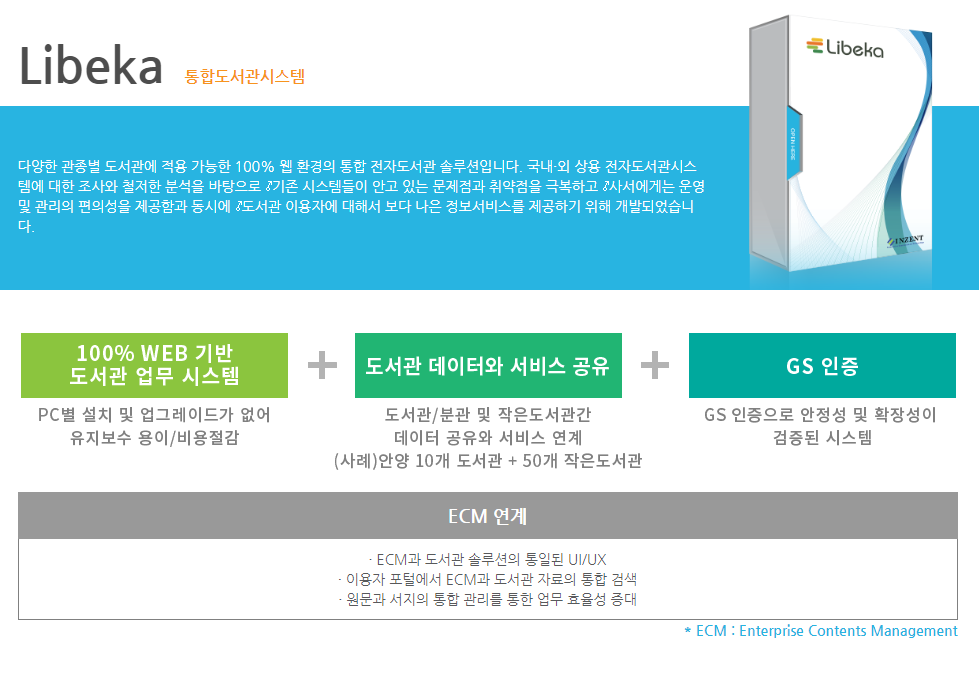 Libeka 통합도서관시스템
Libeka
OPEN HERE
INZENT
다양한 관종별 도서관에 적용 가능한 100% 웹 환경의 통합 전자도서관 솔루션입니다. 국내·외 상용 전자도서관시스
템에 대한 조사와 철저한 분석을 바탕으로 기존 시스템들이 안고 있는 문제점과 취약점을 극복하고 사서에게는 운영
및 관리의 편의성을 제공함과 동시에 도서관 이용자에 대해서 보다 나은 정보서비스를 제공하기 위해 개발되었습니
다.
100% WEB 기반
도서관 업무 시스템
+
도서관 데이터와 서비스 공유
+
GS 인증
PC별 설치 및 업그레이드가 없어
유지보수 용이/비용절감
도서관/분관 및 작은도서관간
데이터 공유와 서비스 연계
(사례)안양 10개 도서관 + 50개 작은도서관
GS 인증으로 안정성 및 확장성이
검증된 시스템
ECM 연계
· ECM과 도서관 솔루션의 통일된 UI/UX
· 이용자 포털에서 ECM과 도서관 자료의 통합 검색
· 원문과 서지의 통합 관리를 통한 업무 효율성 증대
* ECM : Enterprise Contents Management